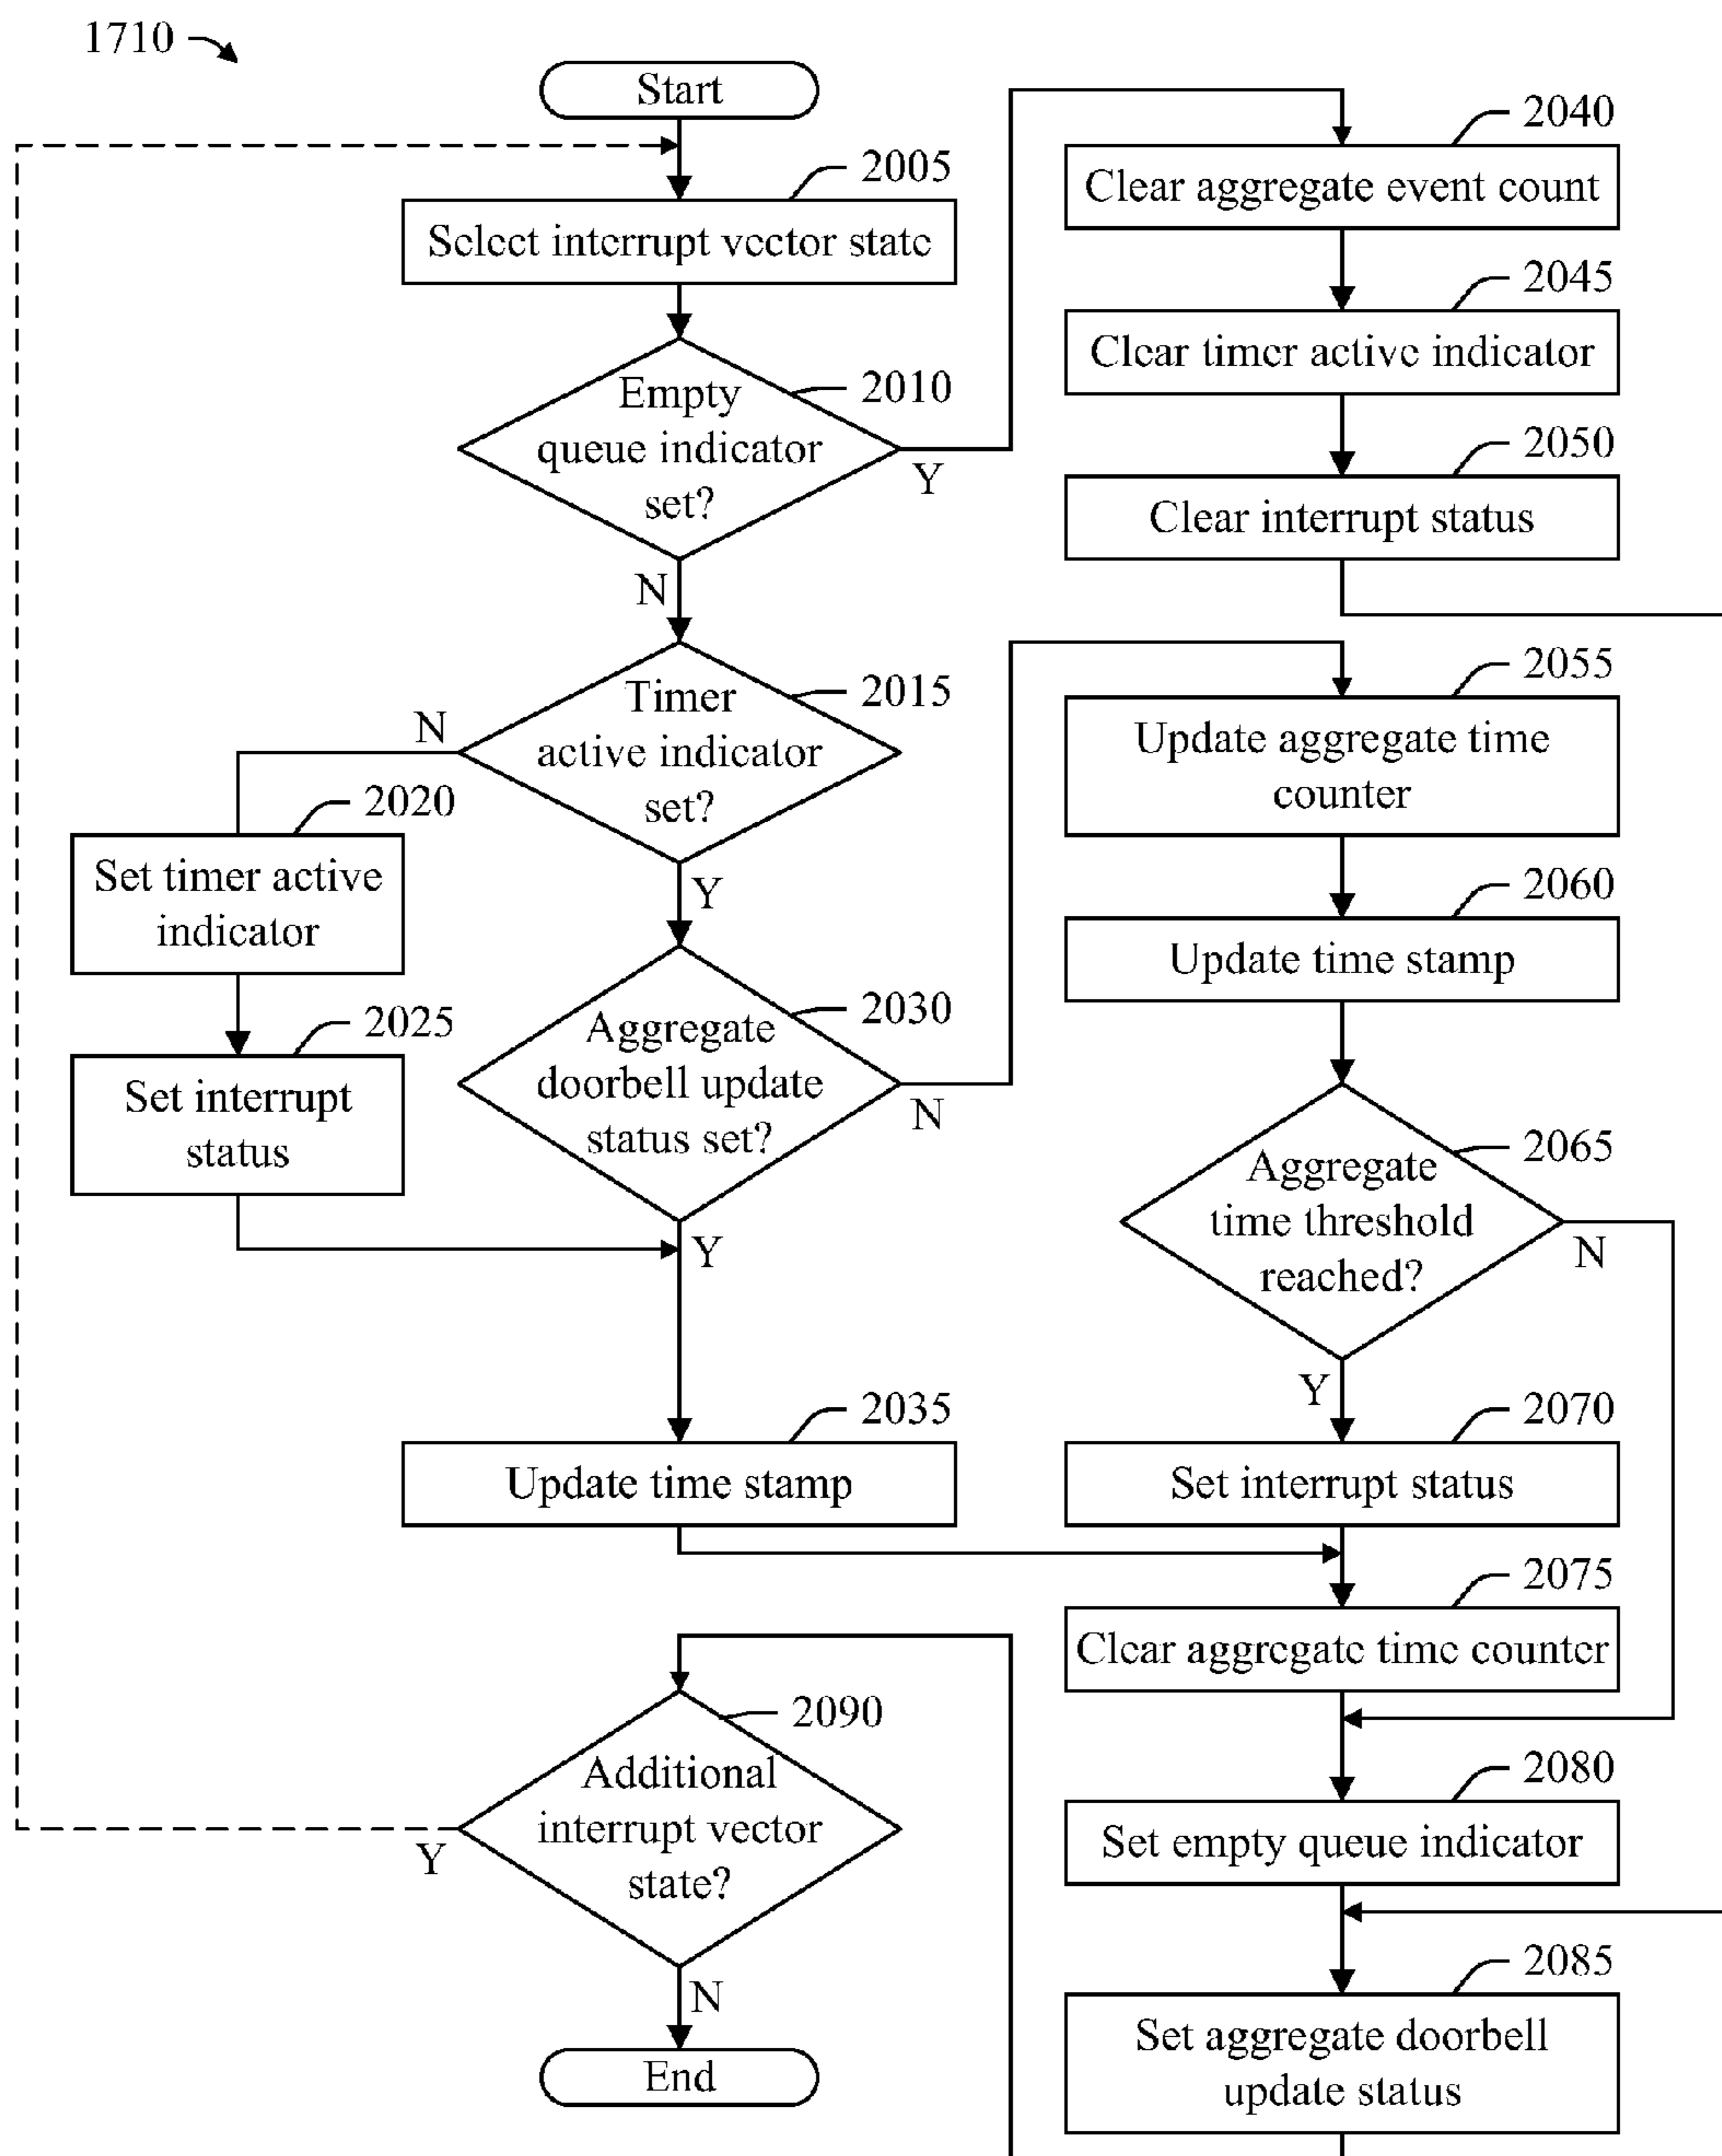 1710
Start
2005
Select interrupt vector state
2010
Empty
queue indicator
set?
Y
N
2015
Timer
active indicator
set?
N
Y
2020
Set timer active
indicator
2025
Set interrupt
status
2030
Aggregate
doorbell update
status set?
N
Y
2035
Update time stamp
2040
Clear aggregate event count
2045
Clear timer active indicator
2050
Clear interrupt status
2055
Update aggregate time
counter
2060
Update time stamp
2065
Aggregate
time threshold
reached?
N
Y
2070
Set interrupt status
2075
Clear aggregate time counter
2080
Set empty queue indicator
2085
Set aggregate doorbell
update status
2090
Additional
interrupt vector
state?
Y
N
End